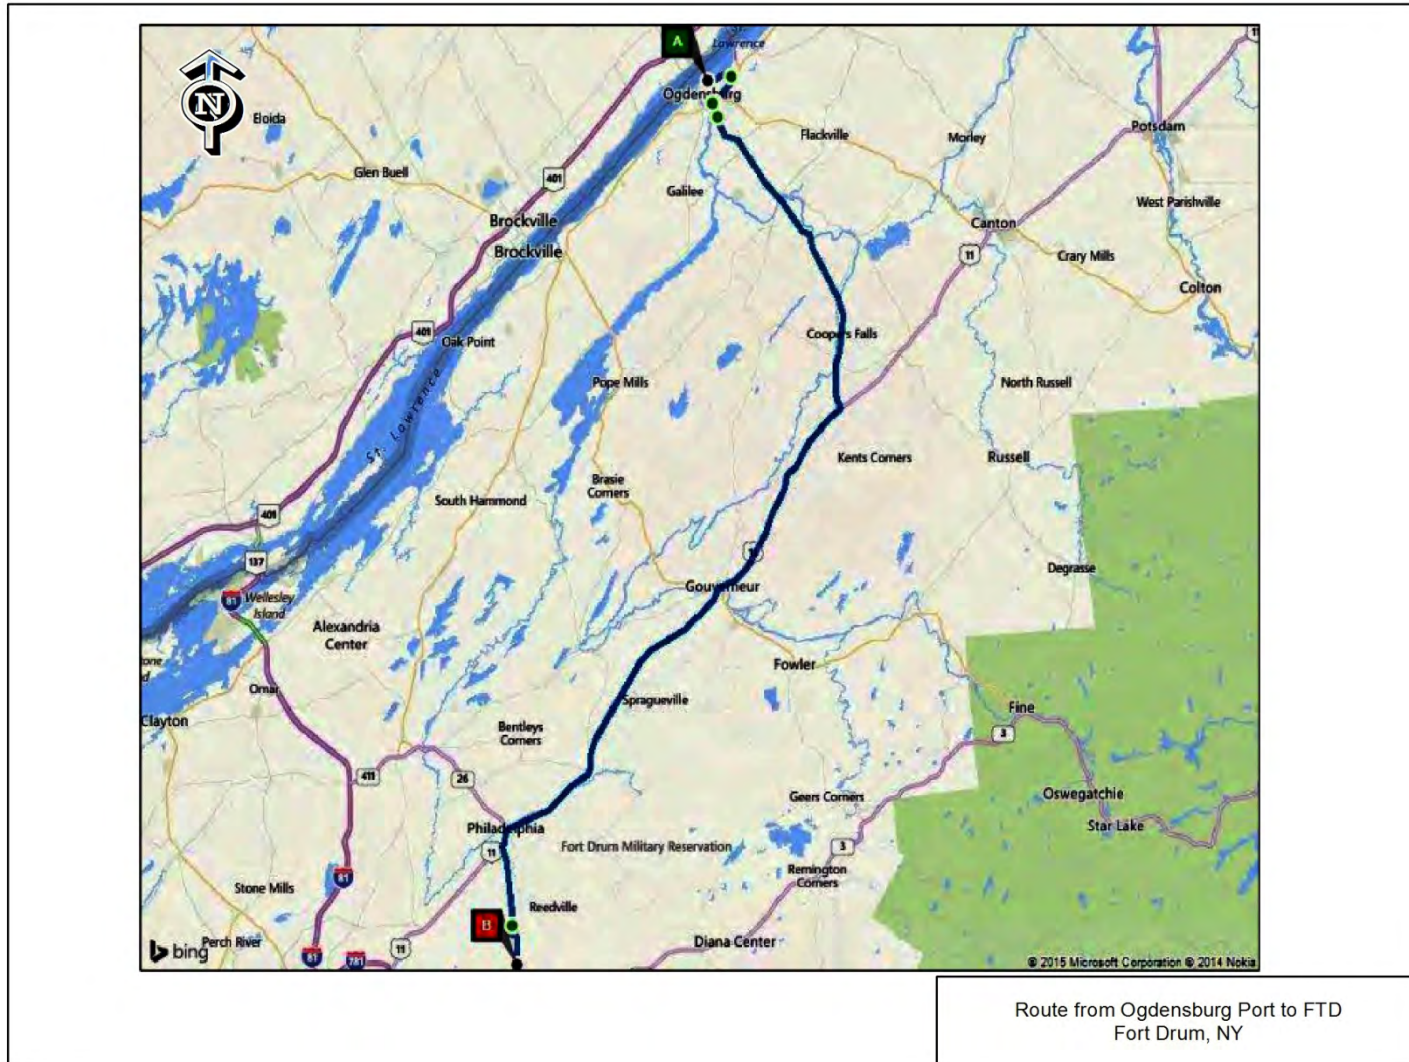 A
St.
Lawrence
N
Ogdensburg
Eloida
Flackville
Morley
Potsdam
11
Glen Buell
401
Galilee
West Parishville
Brockville
Canton
Brockville
11
Crary Mills
Colton
401
Oak Point
Coopers Falls
St. Lawrence
Pope Mills
North Russell
Kents Corners
Russell
Brasie
Corners
South Hammond
401
137
Degrasse
81
Wellesley
Island
Gouverneur
Alexandria
Center
Fowler
Omar
Spragueville
Clayton
Bentleys
Corners
Fine
3
411
26
Geers Corners
Oswegatchie
Philadelphia
Star Lake
Fort Drum Military Reservation
11
3
81
Remington
Corners
Stone Mills
Reedville
B
Perch River
11
Diana Center
bing
81
781
© 2015 Microsoft Corporation © 2014 Nokia
Route from Ogdensburg Port to FTD
Fort Drum, NY